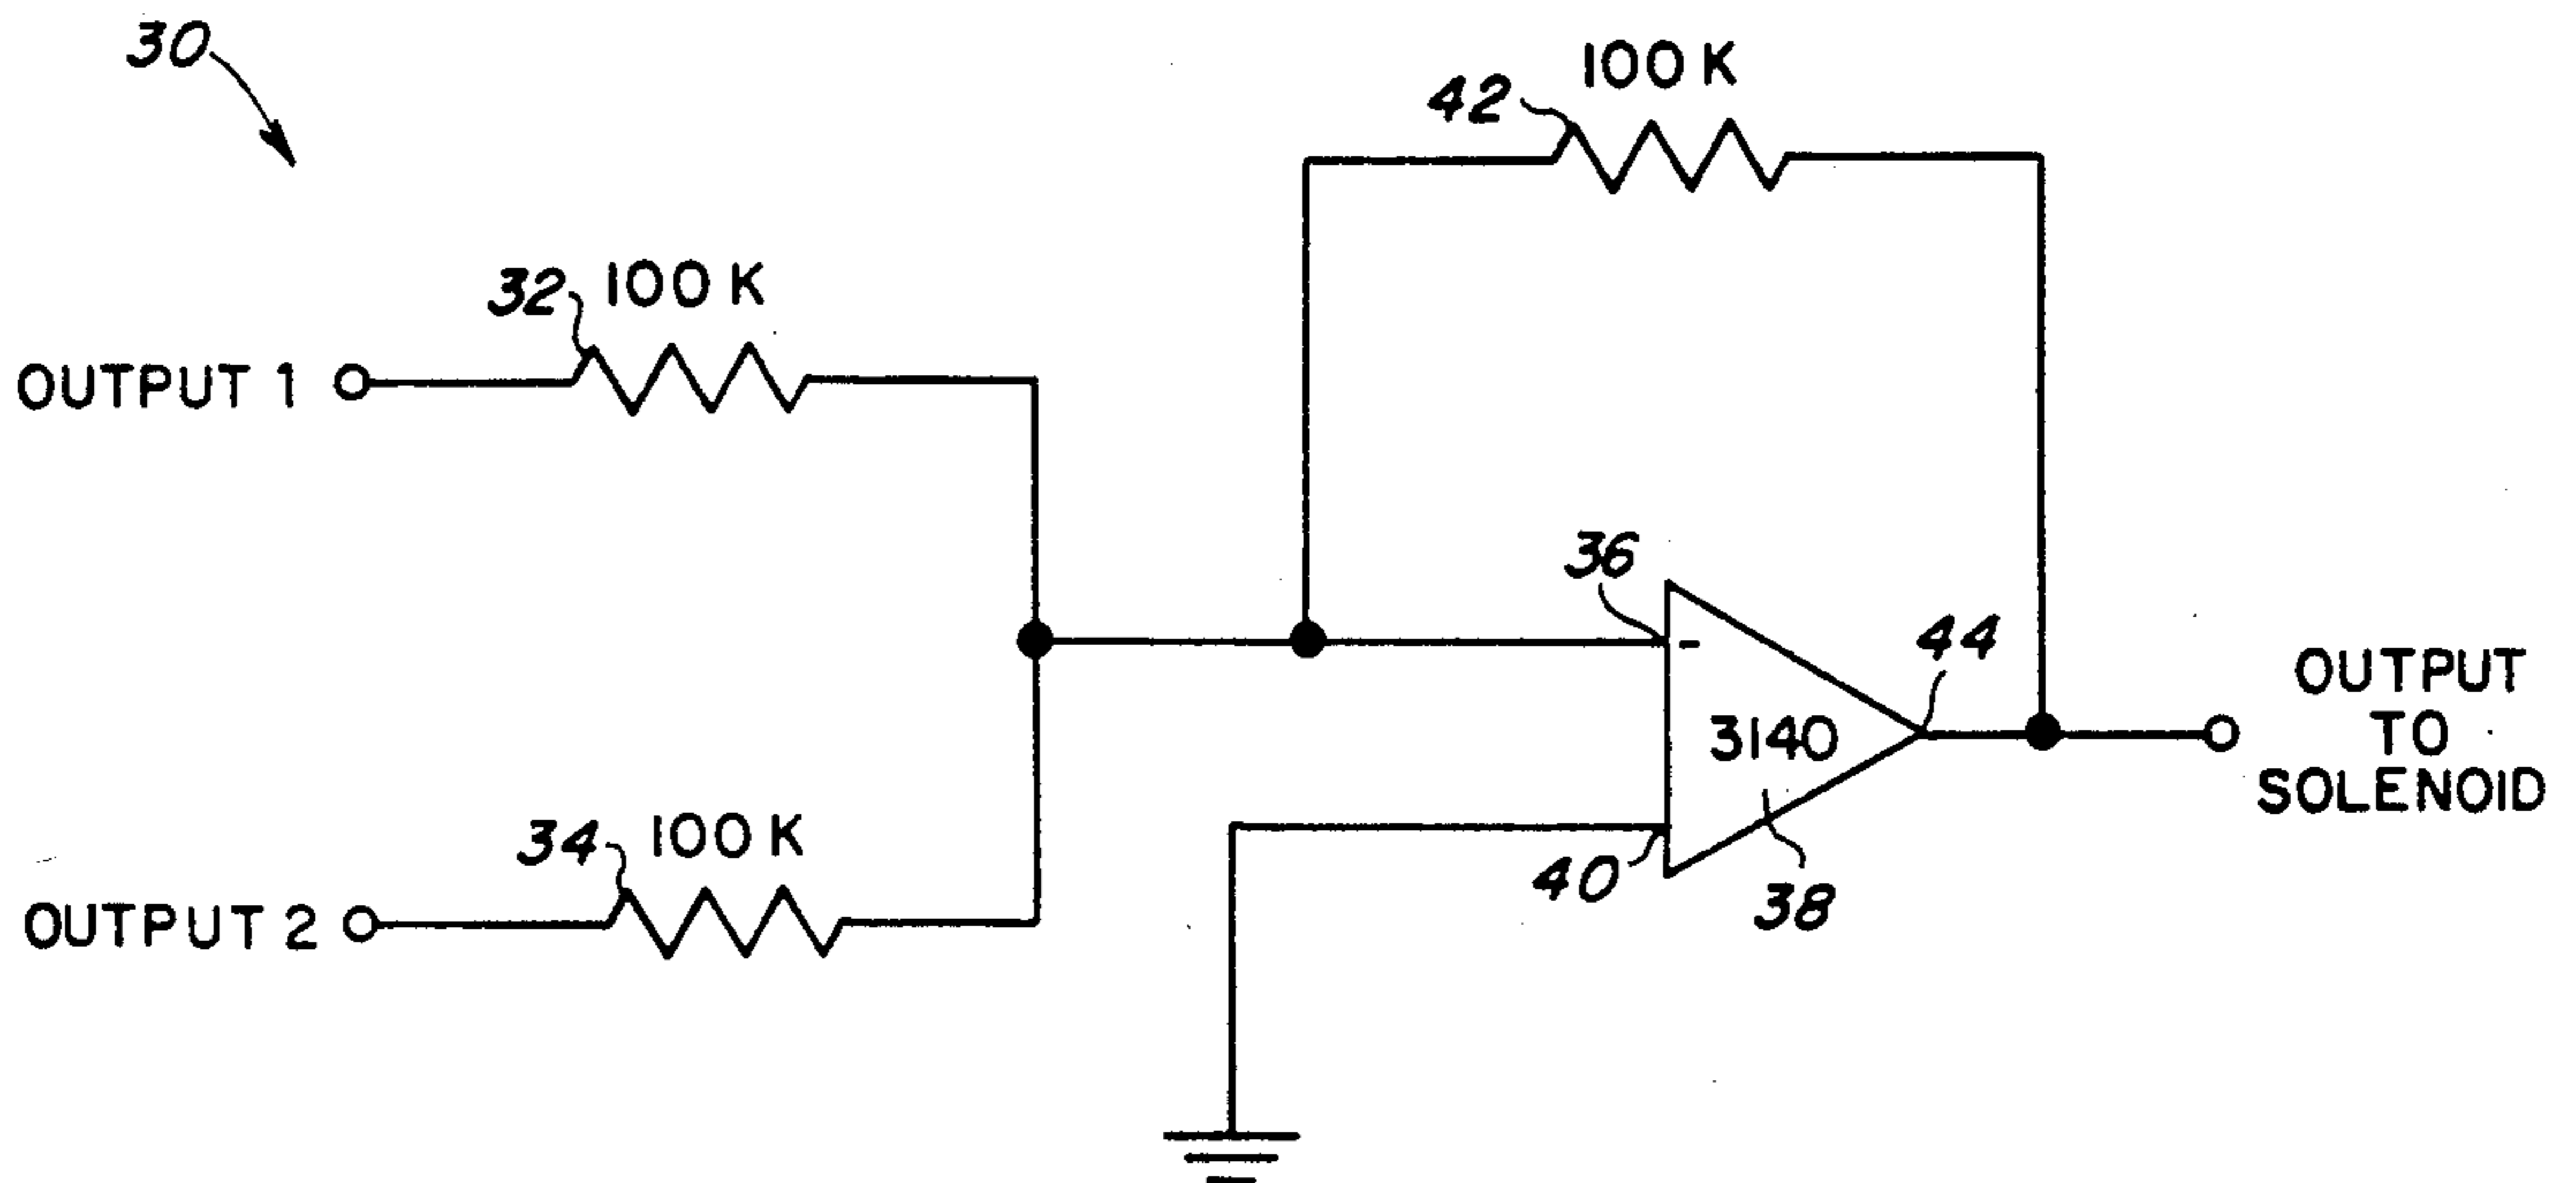 30
42
100 K
32
100 K
OUTPUT 1
36
-
44
3140
OUTPUT
TO
SOLENOID
34
100 K
40
38
OUTPUT 2